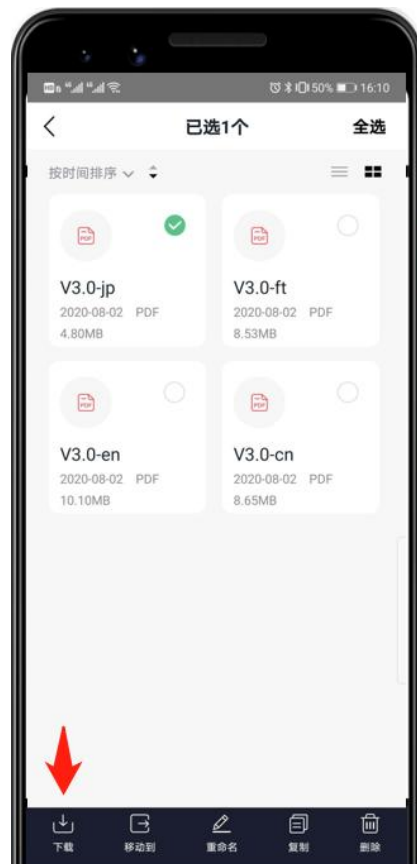 50% 16:10
已选1个 全选
按时间排序
PDF PDF
V3.0-jp V3.0-ft
2020-08-02 PDF 2020-08-02 PDF
4.80MB 8.53MB
PDF PDF
V3.0-en V3.0-cn
2020-08-02 PDF 2020-08-02 PDF
10.10MB 8.65MB
下载 移动到 重命名 复制 删除